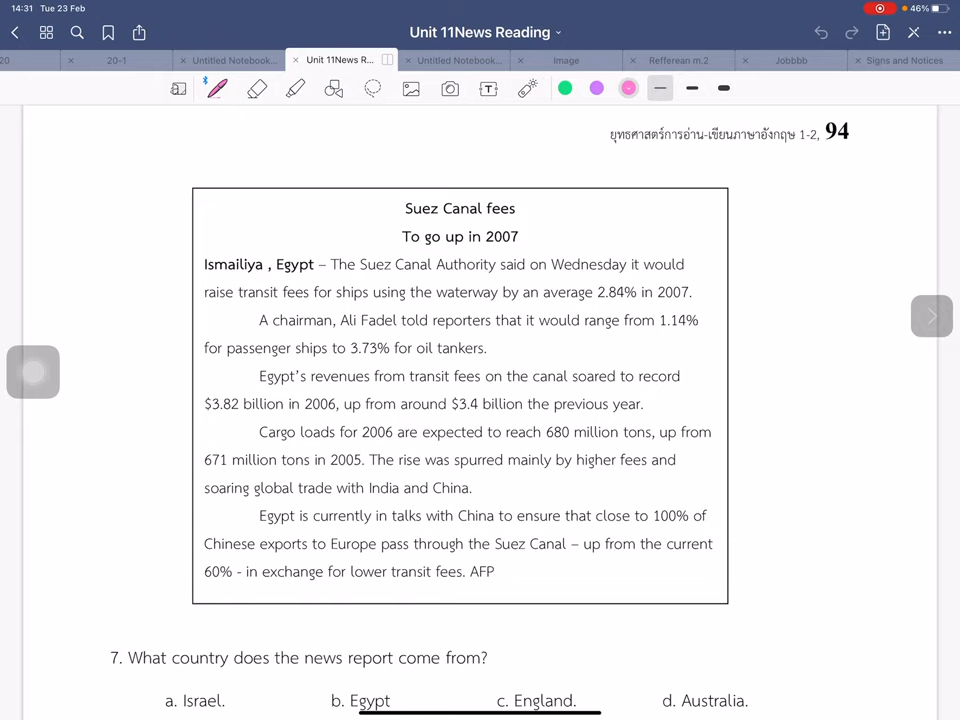 14:31 Tue 23 Feb 46%
Unit 11News Reading
20 20-1 Untitled Notebook... Unit 11News R... Untitled Notebook... Image Refferean m.2 Jobbbb Signs and Notices
ยุทธศาสตร์การอ่าน-เขียนภาษาอังกฤษ 1-2, 94
Suez Canal fees
To go up in 2007
Ismailiya , Egypt – The Suez Canal Authority said on Wednesday it would
raise transit fees for ships using the waterway by an average 2.84% in 2007.
A chairman, Ali Fadel told reporters that it would range from 1.14%
for passenger ships to 3.73% for oil tankers.
Egypt's revenues from transit fees on the canal soared to record
$3.82 billion in 2006, up from around $3.4 billion the previous year.
Cargo loads for 2006 are expected to reach 680 million tons, up from
671 million tons in 2005. The rise was spurred mainly by higher fees and
soaring global trade with India and China.
Egypt is currently in talks with China to ensure that close to 100% of
Chinese exports to Europe pass through the Suez Canal – up from the current
60% - in exchange for lower transit fees. AFP
7. What country does the news report come from?
a. Israel. b. Egypt c. England. d. Australia.